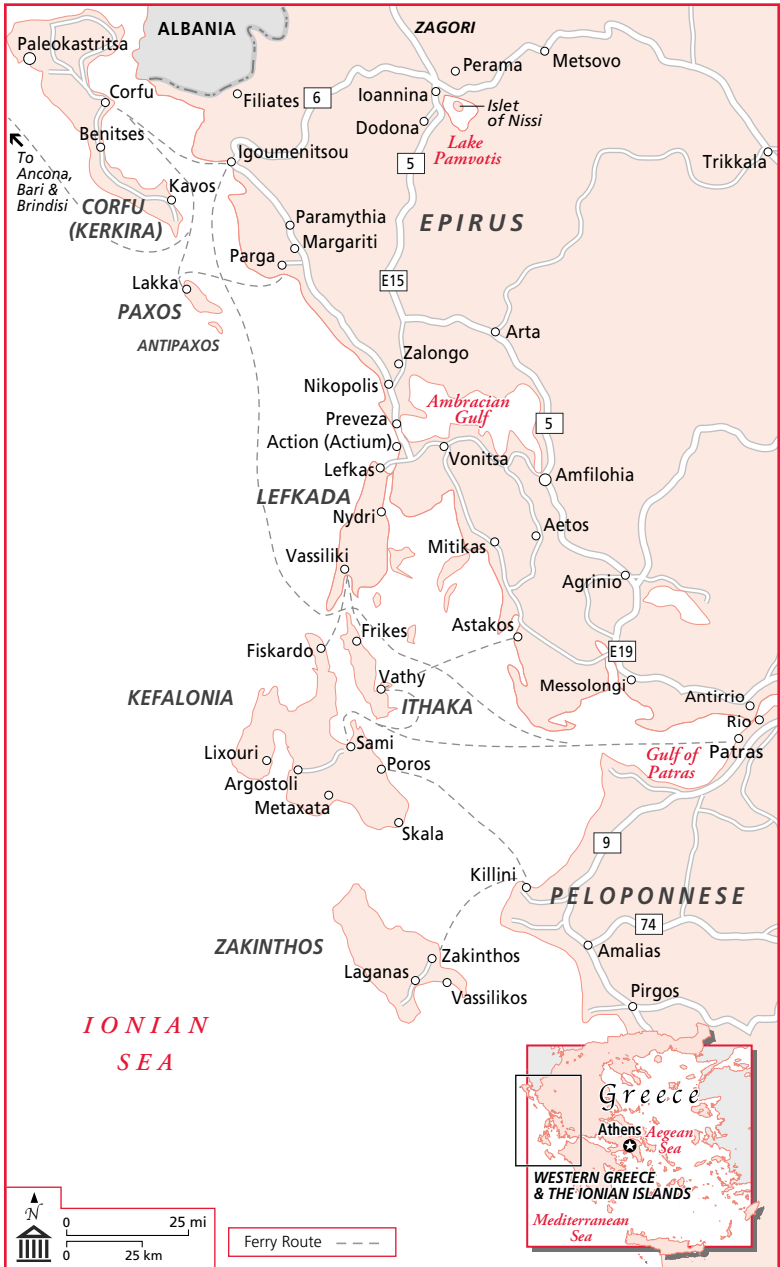 ALBANIA
ZAGORI
Paleokastritsa
Perama
Metsovo
Corfu
Filiates
6
Ioannina
Islet
of Nissi
Dodona
Lake
Pamvotis
Benitses
To
Ancona,
Bari &
Brindisi
Igoumenitsou
5
Trikkala
Kavos
CORFU
(KERKIRA)
Paramythia
EPIRUS
Margariti
Parga
Lakka
E15
PAXOS
ANTIPAXOS
Arta
Zalongo
Nikopolis
Ambracian
Gulf
Preveza
5
Action (Actium)
Vonitsa
Lefkas
Amfilohia
LEFKADA
Nydri
Aetos
Mitikas
Vassiliki
Agrinio
Astakos
Frikes
Fiskardo
E19
Vathy
Messolongi
KEFALONIA
ITHAKA
Antirrio
Rio
Sami
Patras
Lixouri
Poros
Gulf of
Patras
Argostoli
Metaxata
Skala
9
Killini
PELOPONNESE
74
ZAKINTHOS
Zakinthos
Amalias
Laganas
Vassilikos
Pirgos
IONIAN
SEA
Greece
Athens
Aegean
Sea
WESTERN GREECE
& THE IONIAN ISLANDS
Mediterranean
Sea
N
0
25 mi
0
25 km
Ferry Route